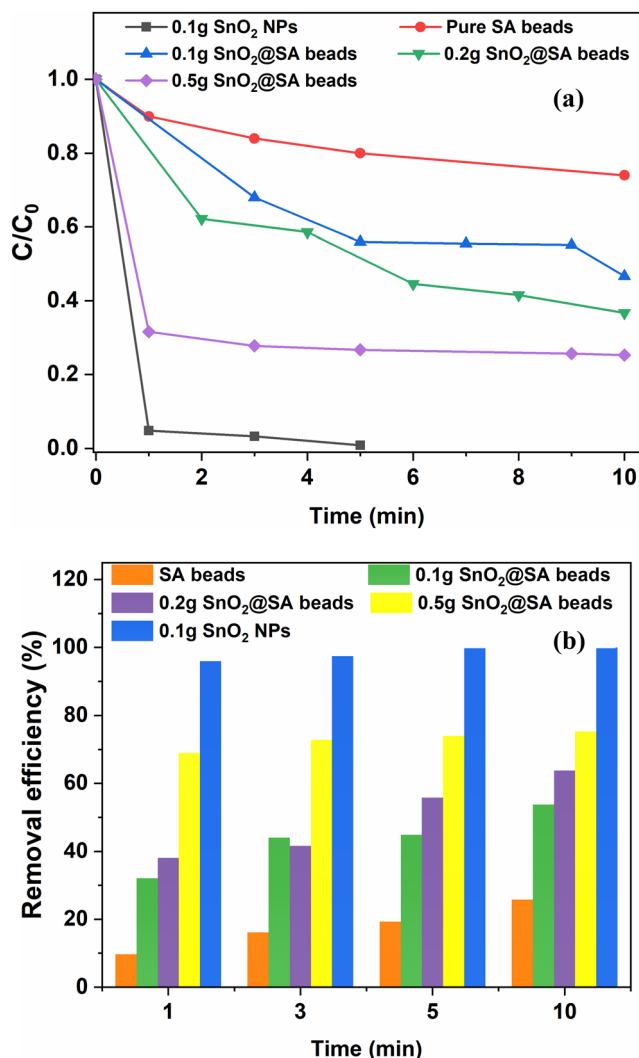 0.1g SnO₂ NPs Pure SA beads
0.1g SnO₂@SA beads 0.2g SnO₂@SA beads
0.5g SnO₂@SA beads
(a)
1.0
0.8
0.6
0.4
0.2
0.0
C/C₀
0 2 4 6 8 10
Time (min)
SA beads 0.1g SnO₂@SA beads
0.2g SnO₂@SA beads 0.5g SnO₂@SA beads
0.1g SnO₂ NPs
(b)
120
100
80
60
40
20
0
Removal efficiency (%)
1 3 5 10
Time (min)